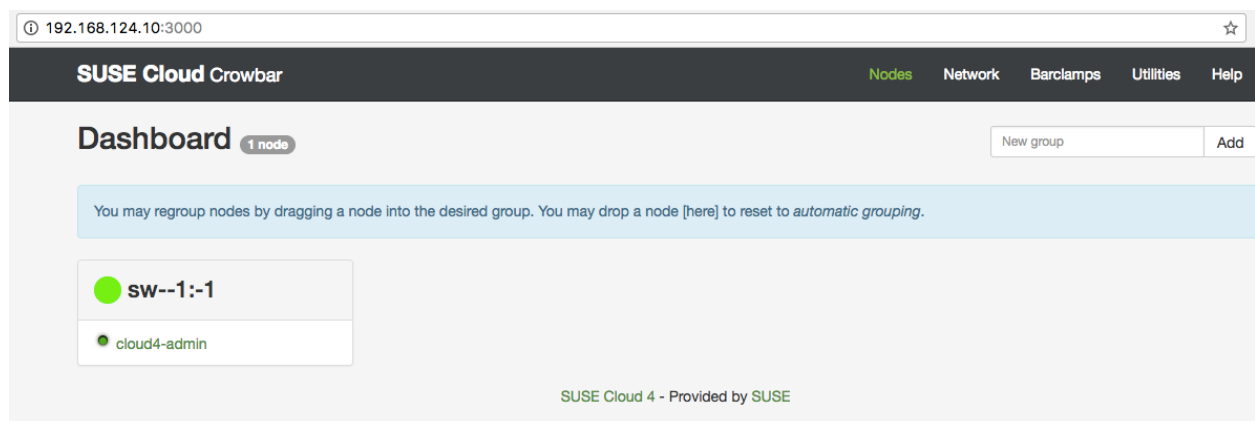 192.168.124.10:3000
SUSE Cloud Crowbar Nodes Network Barclamps Utilities Help
Dashboard 1 node New group Add
You may regroup nodes by dragging a node into the desired group. You may drop a node [here] to reset to automatic grouping.
sw--1:-1
cloud4-admin
SUSE Cloud 4 - Provided by SUSE